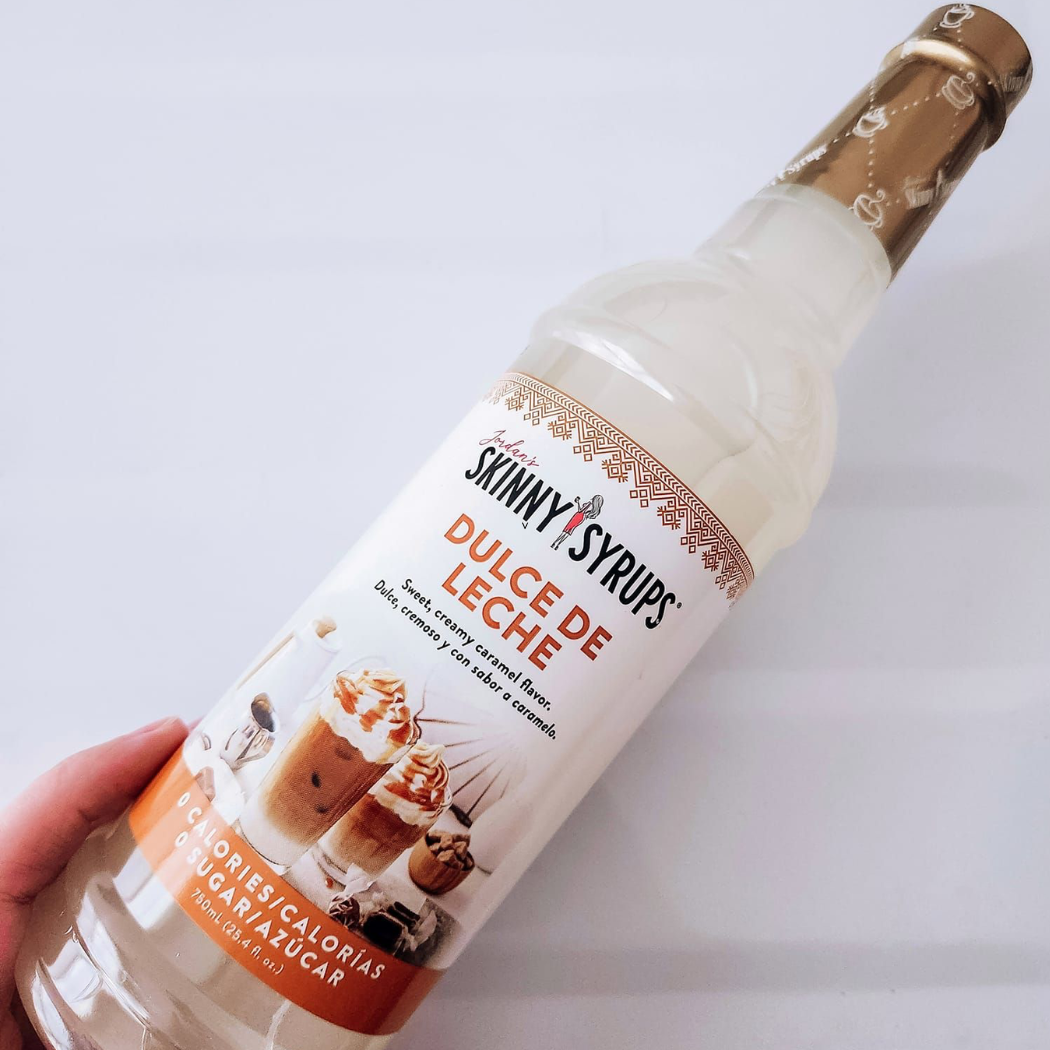 Syrups
Jordan's
SKINNY SYRUPS®
DULCE DE
LECHE
Sweet, creamy caramel flavor.
Dulce, cremoso y con sabor a caramelo.
0 CALORIES/CALORÍAS
0 SUGAR/AZÚCAR
750mL (25.4 fl. oz.)